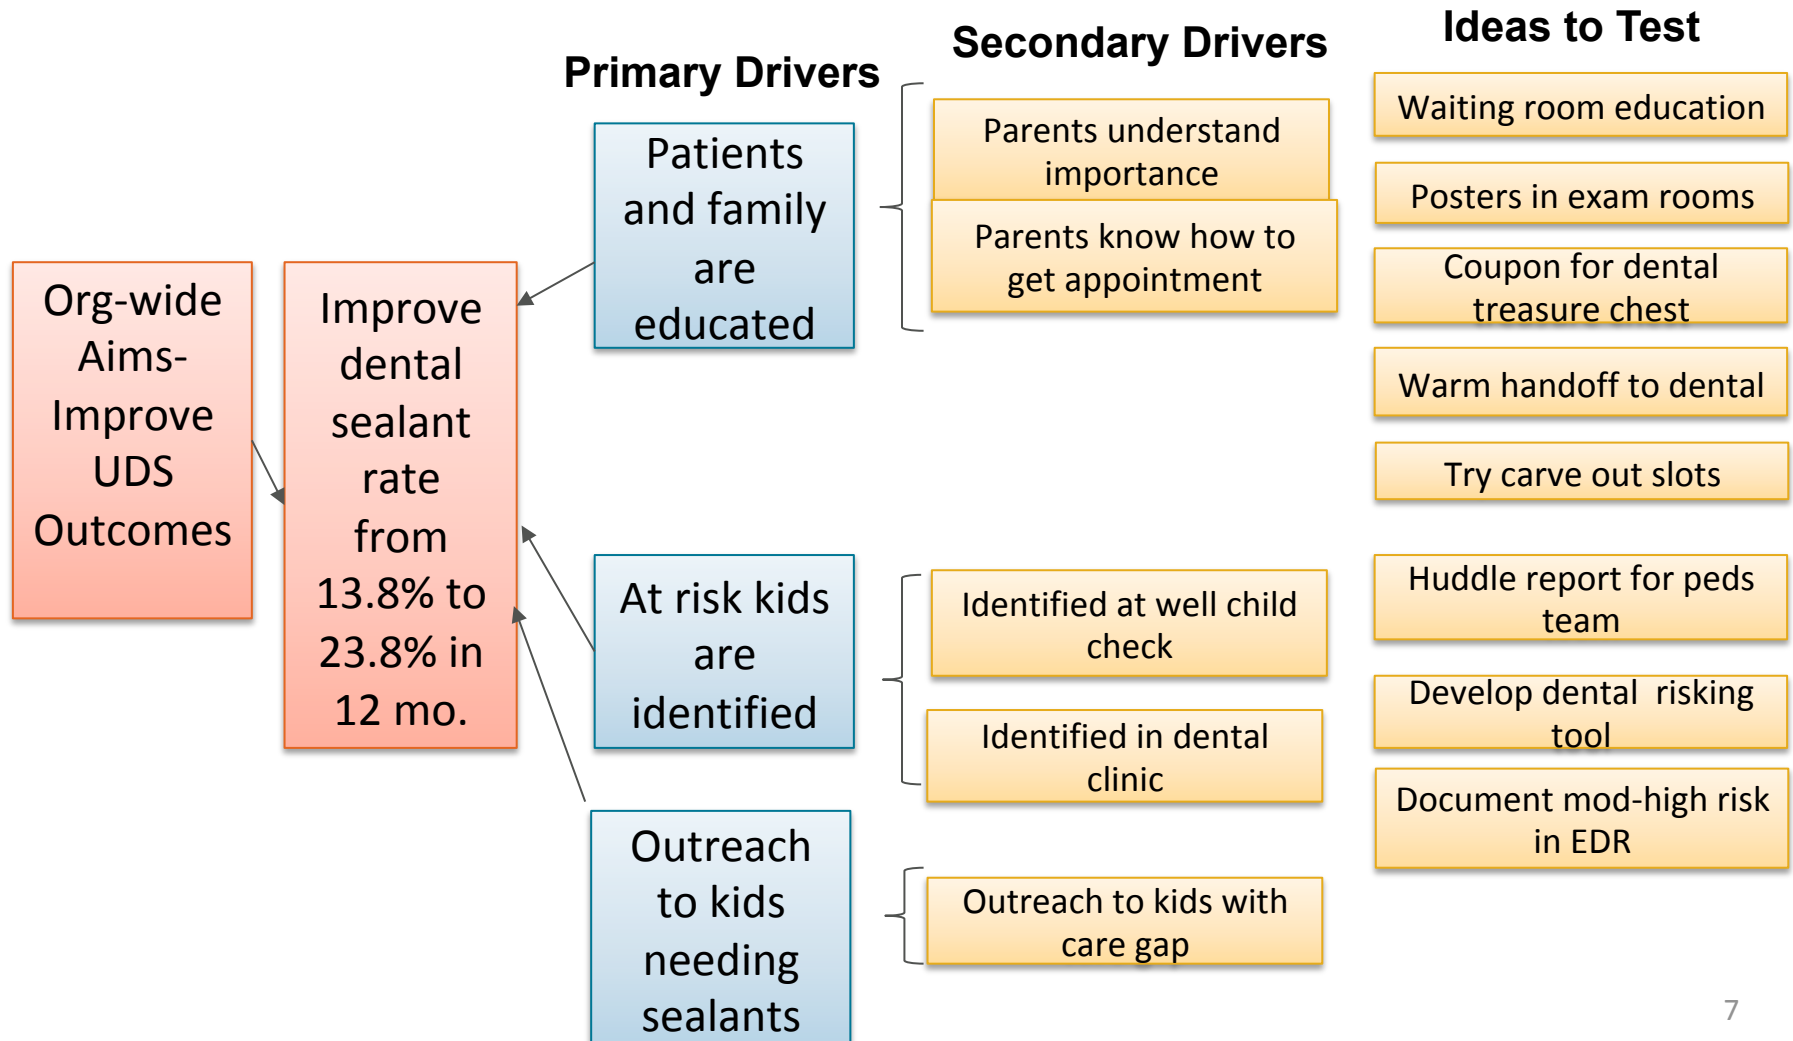 Primary Drivers
Secondary Drivers
Ideas to Test
Org-wide
Aims-
Improve
UDS
Outcomes
Improve
dental
sealant
rate
from
13.8% to
23.8% in
12 mo.
Patients
and family
are
educated
At risk kids
are
identified
Outreach
to kids
needing
sealants
Parents understand
importance
Parents know how to
get appointment
Identified at well child
check
Identified in dental
clinic
Outreach to kids with
care gap
Waiting room education
Posters in exam rooms
Coupon for dental
treasure chest
Warm handoff to dental
Try carve out slots
Huddle report for peds
team
Develop dental  risking
tool
Document mod-high risk
in EDR
7